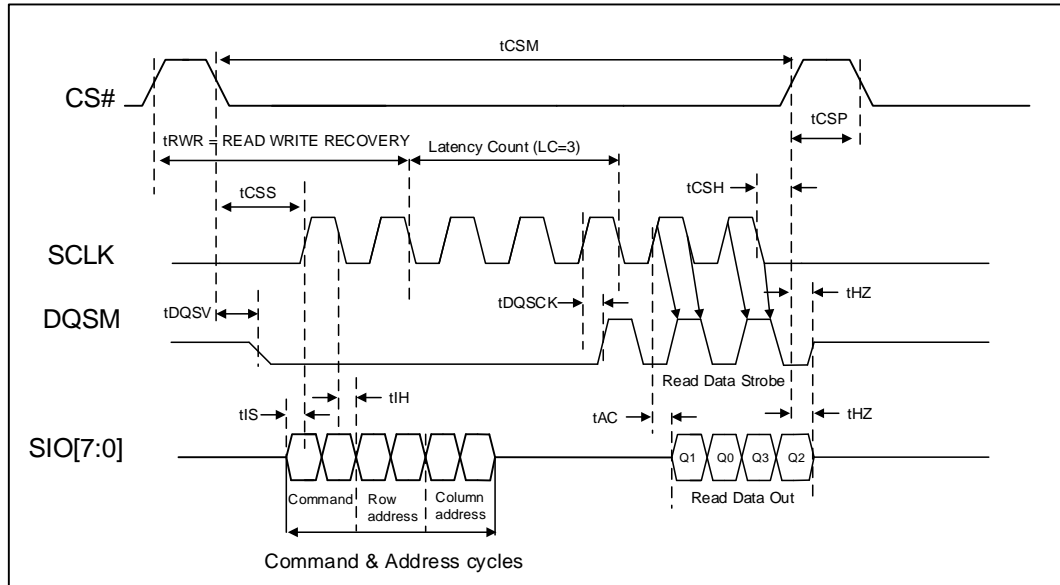 tCSM
CS#
tCSP
tRWR = READ WRITE RECOVERY
Latency Count (LC=3)
tCSS
tCSH
SCLK
tHZ
tDQSCK
DQSM
tDQSV
Read Data Strobe
tIH
tIS
tAC
tHZ
SIO[7:0]
Q1 Q0 Q3 Q2
Command
Row
address
Column
address
Read Data Out
Command & Address cycles